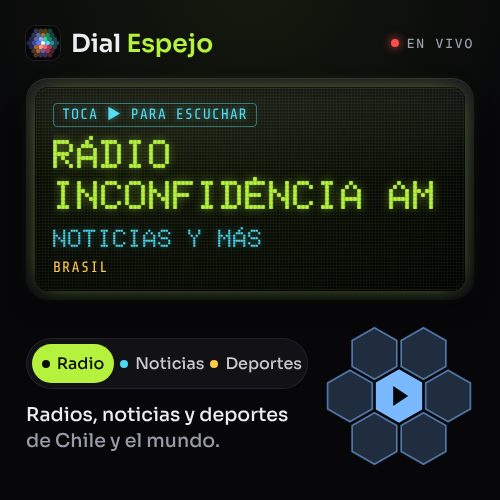 Dial Espejo
EN VIVO
TOCA ▶ PARA ESCUCHAR
RÁDIO
INCONFIDÊNCIA AM
NOTICIAS Y MÁS
BRASIL
Radio Noticias Deportes
Radios, noticias y deportes
de Chile y el mundo.